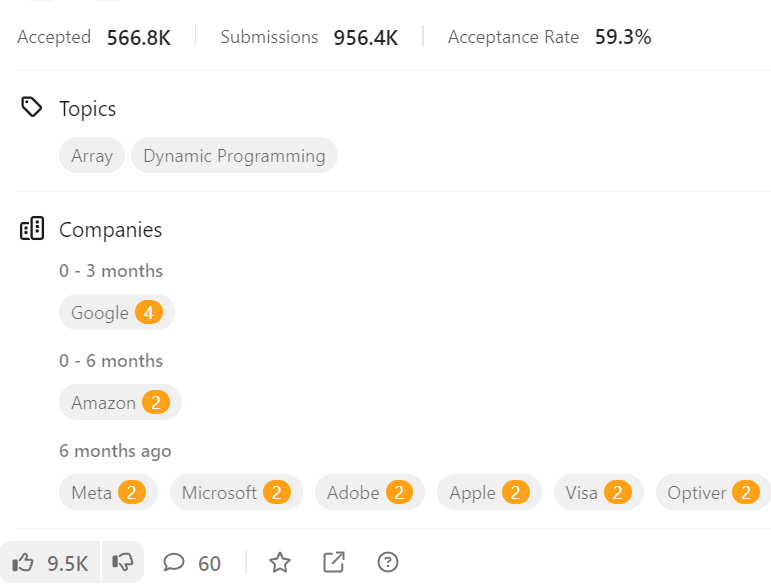 Accepted 566.8K Submissions 956.4K Acceptance Rate 59.3%
Topics
Array Dynamic Programming
Companies
0 - 3 months
Google 4
0 - 6 months
Amazon 2
6 months ago
Meta 2 Microsoft 2 Adobe 2 Apple 2 Visa 2 Optiver 2
9.5K 60 ?